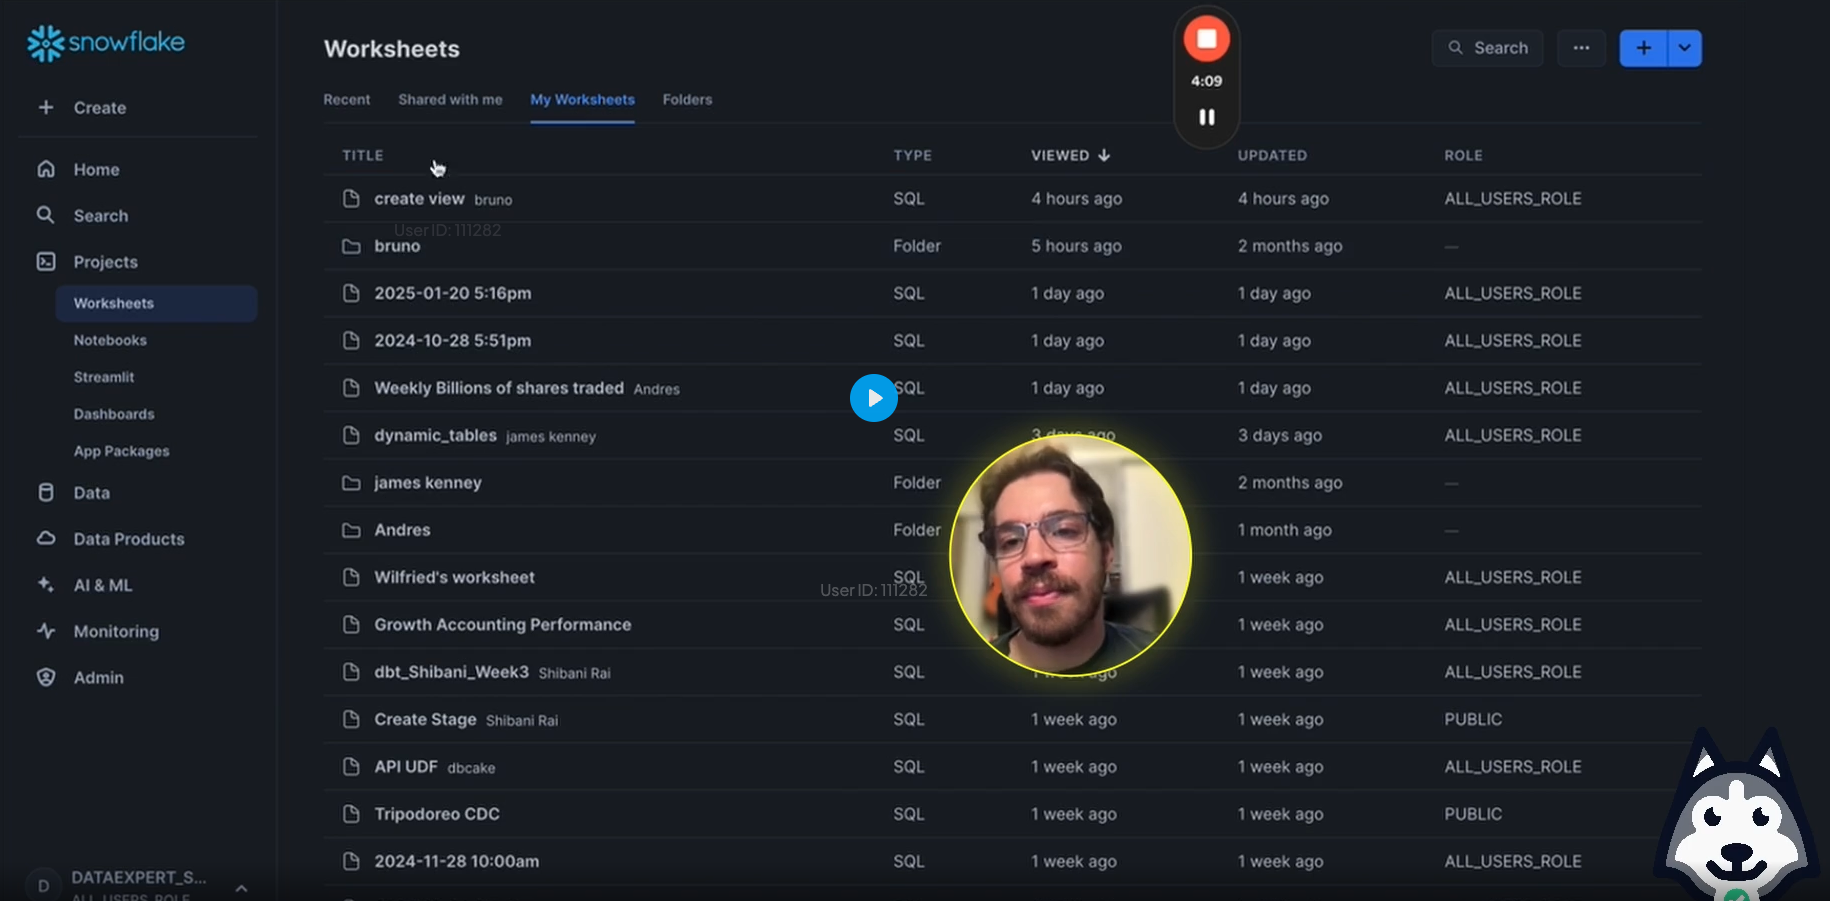 snowflake
Create
Home
Search
Projects
Worksheets
Notebooks
Streamlit
Dashboards
App Packages
Data
Data Products
AI & ML
Monitoring
Admin
D DATAEXPERT_S...
ALL_USERS_ROLE
Worksheets
4:09
Search
Recent Shared with me My Worksheets Folders
TITLE TYPE VIEWED UPDATED ROLE
create view bruno SQL 4 hours ago 4 hours ago ALL_USERS_ROLE
User ID: 111282
bruno Folder 5 hours ago 2 months ago —
2025-01-20 5:16pm SQL 1 day ago 1 day ago ALL_USERS_ROLE
2024-10-28 5:51pm SQL 1 day ago 1 day ago ALL_USERS_ROLE
Weekly Billions of shares traded Andres SQL 1 day ago 1 day ago ALL_USERS_ROLE
dynamic_tables james kenney SQL 3 days ago 3 days ago ALL_USERS_ROLE
james kenney Folder 2 months ago —
Andres Folder 1 month ago —
Wilfried's worksheet SQL 1 week ago ALL_USERS_ROLE
User ID: 111282
Growth Accounting Performance SQL 1 week ago ALL_USERS_ROLE
dbt_Shibani_Week3 Shibani Rai SQL 1 week ago 1 week ago ALL_USERS_ROLE
Create Stage Shibani Rai SQL 1 week ago 1 week ago PUBLIC
API UDF dbcake SQL 1 week ago 1 week ago ALL_USERS_ROLE
Tripodoreo CDC SQL 1 week ago 1 week ago PUBLIC
2024-11-28 10:00am SQL 1 week ago 1 week ago ALL_USERS_ROLE